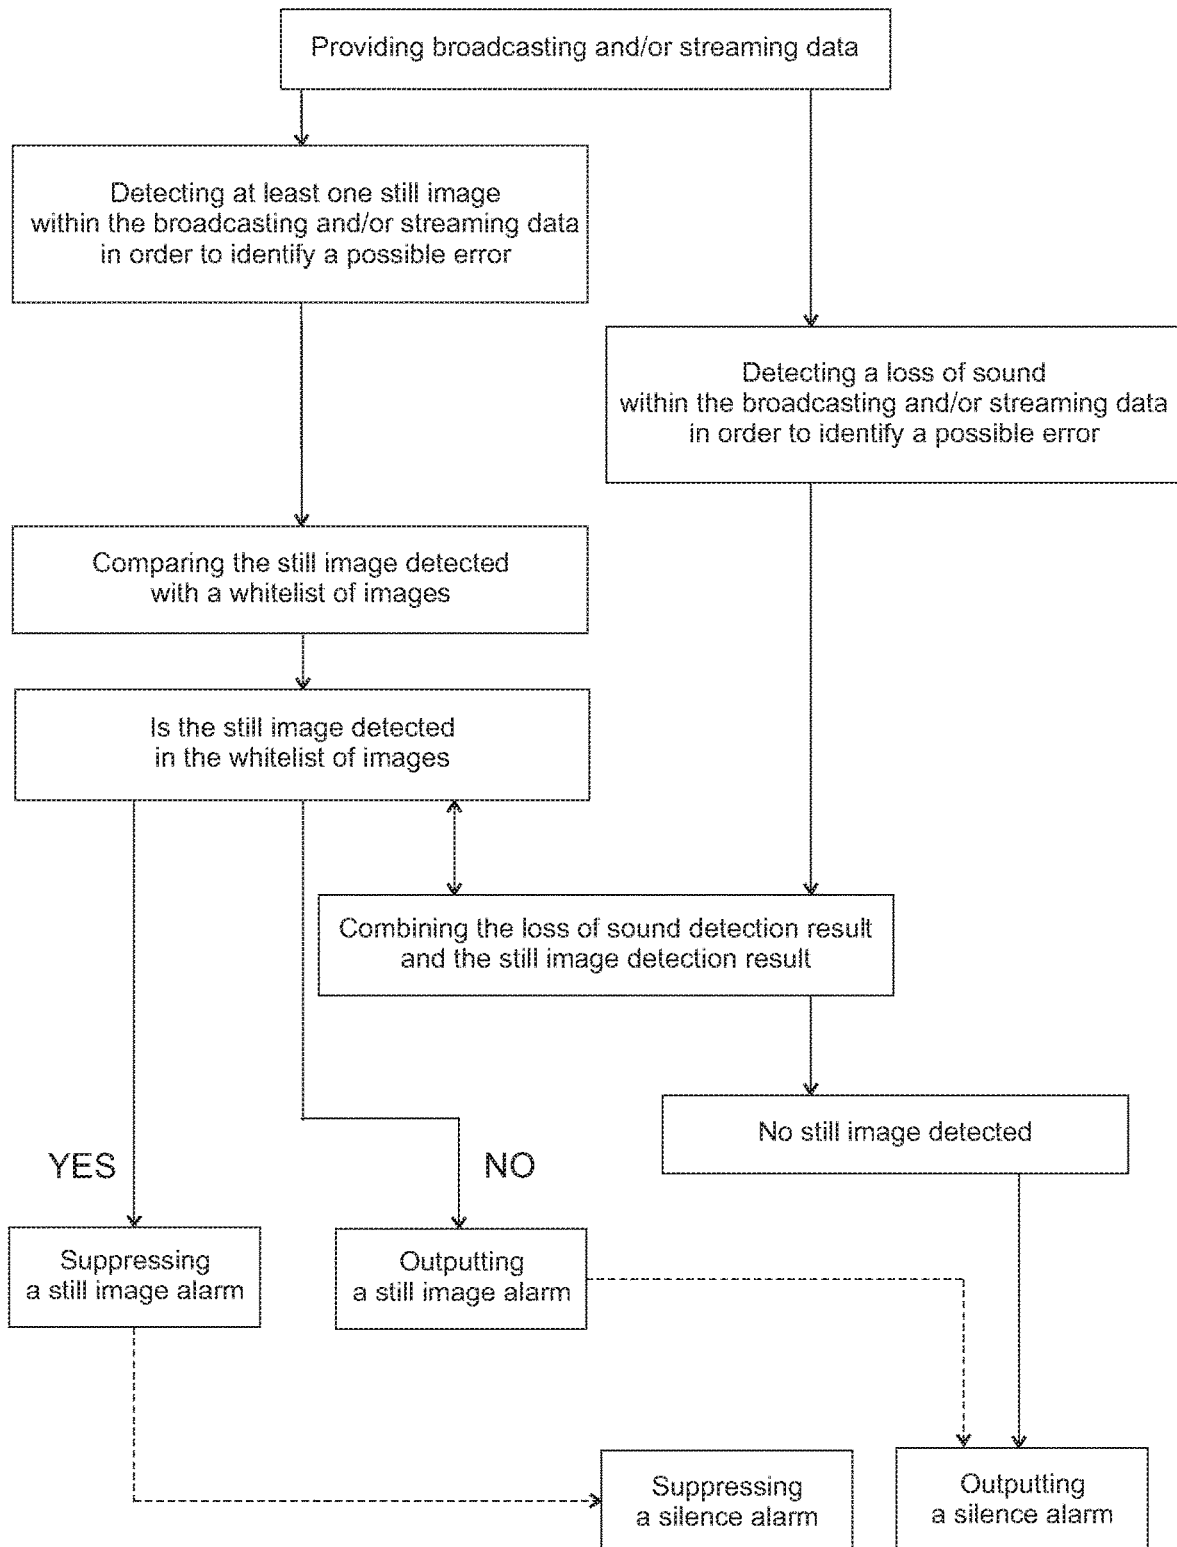 Providing broadcasting and/or streaming data
Detecting at least one still image
within the broadcasting and/or streaming data
in order to identify a possible error
Detecting a loss of sound
within the broadcasting and/or streaming data
in order to identify a possible error
Comparing the still image detected
with a whitelist of images
Is the still image detected
in the whitelist of images
Combining the loss of sound detection result
and the still image detection result
No still image detected
YES
NO
Suppressing
a still image alarm
Outputting
a still image alarm
Suppressing
a silence alarm
Outputting
a silence alarm